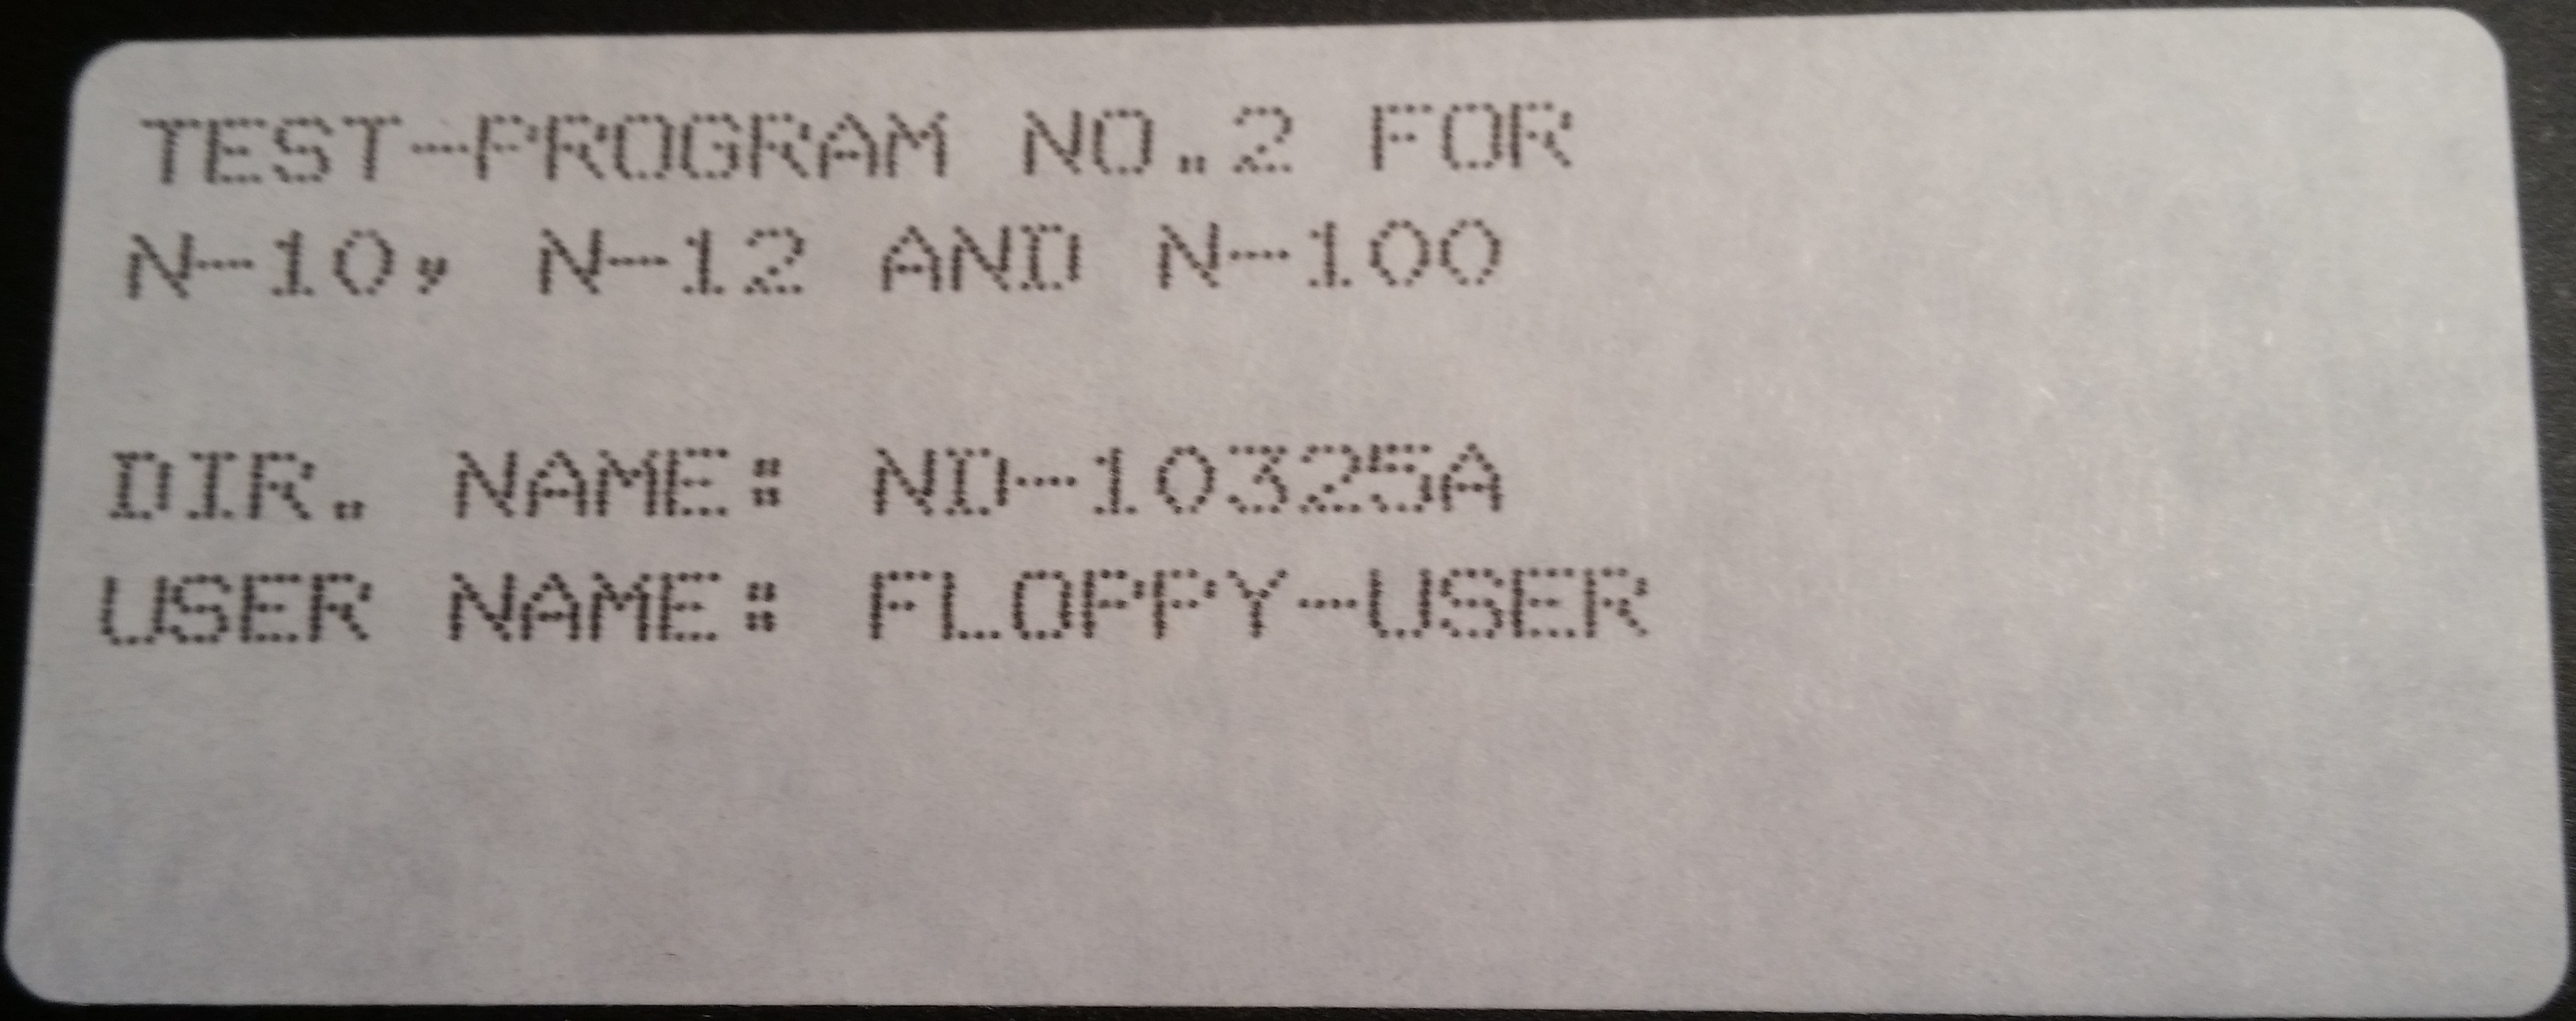 TEST-PROGRAM NO.2 FOR
N-10, N-12 AND N-100
DIR. NAME: ND-10325A
USER NAME: FLOPPY-USER